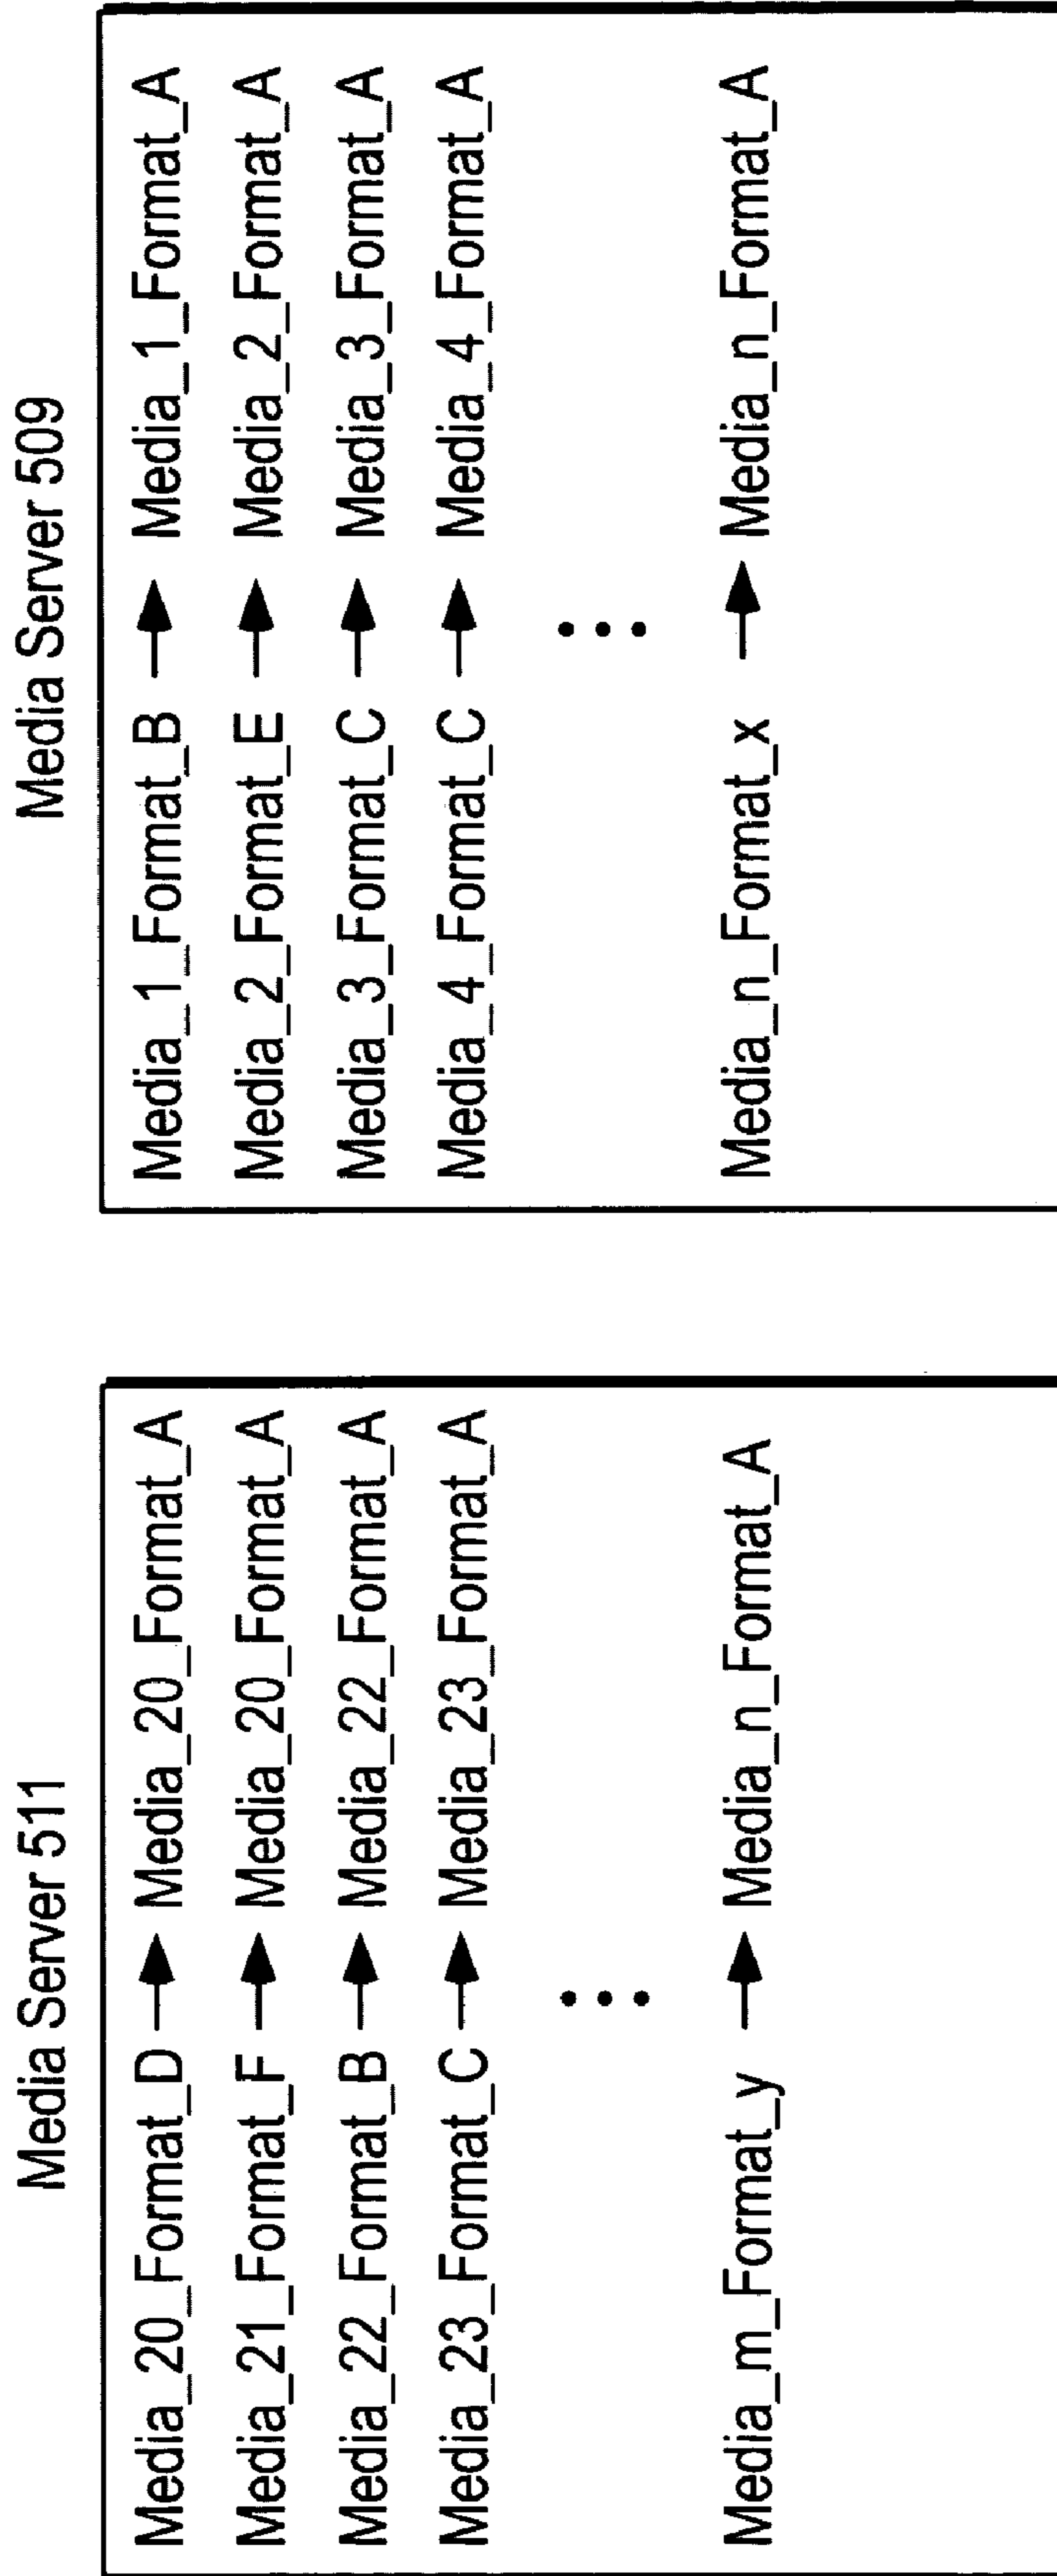 Media Server 511
Media_20_Format_D → Media_20_Format_A
Media_21_Format_F → Media_20_Format_A
Media_22_Format_B → Media_22_Format_A
Media_23_Format_C → Media_23_Format_A
⋮
Media_m_Format_y → Media_n_Format_A
Media Server 509
Media_1_Format_B → Media_1_Format_A
Media_2_Format_E → Media_2_Format_A
Media_3_Format_C → Media_3_Format_A
Media_4_Format_C → Media_4_Format_A
⋮
Media_n_Format_x → Media_n_Format_A